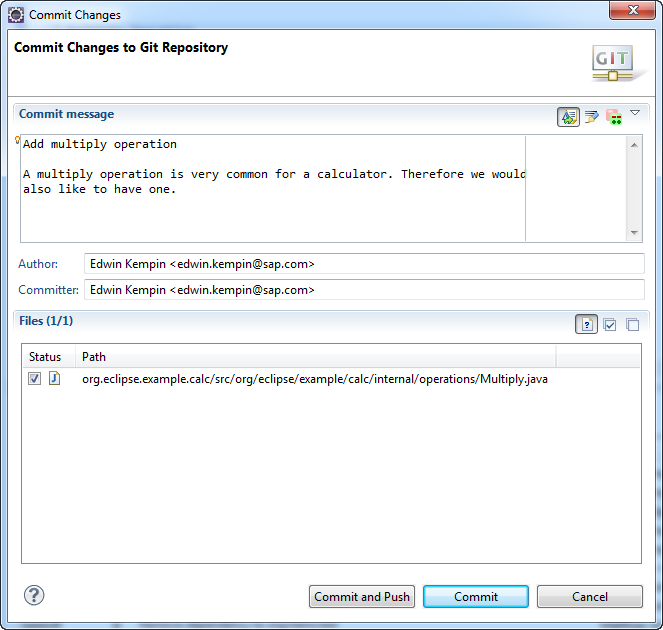 Commit Changes
Commit Changes to Git Repository
GIT
Commit message
Add multiply operation
A multiply operation is very common for a calculator. Therefore we would
also like to have one.
Author: Edwin Kempin <edwin.kempin@sap.com>
Committer: Edwin Kempin <edwin.kempin@sap.com>
Files (1/1)
Status Path
J org.eclipse.example.calc/src/org/eclipse/example/calc/internal/operations/Multiply.java
Commit and Push Commit Cancel